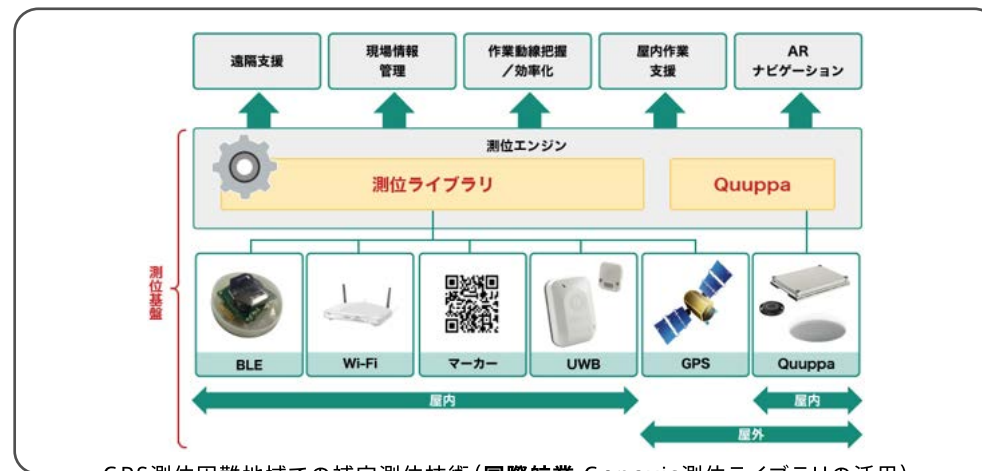 遠隔支援
現場情報
管理
作業動線把握
／効率化
屋内作業
支援
AR
ナビゲーション
測位エンジン
測位ライブラリ
Quuppa
測位基盤
BLE
Wi-Fi
マーカー
UWB
GPS
Quuppa
屋内
屋内
屋外